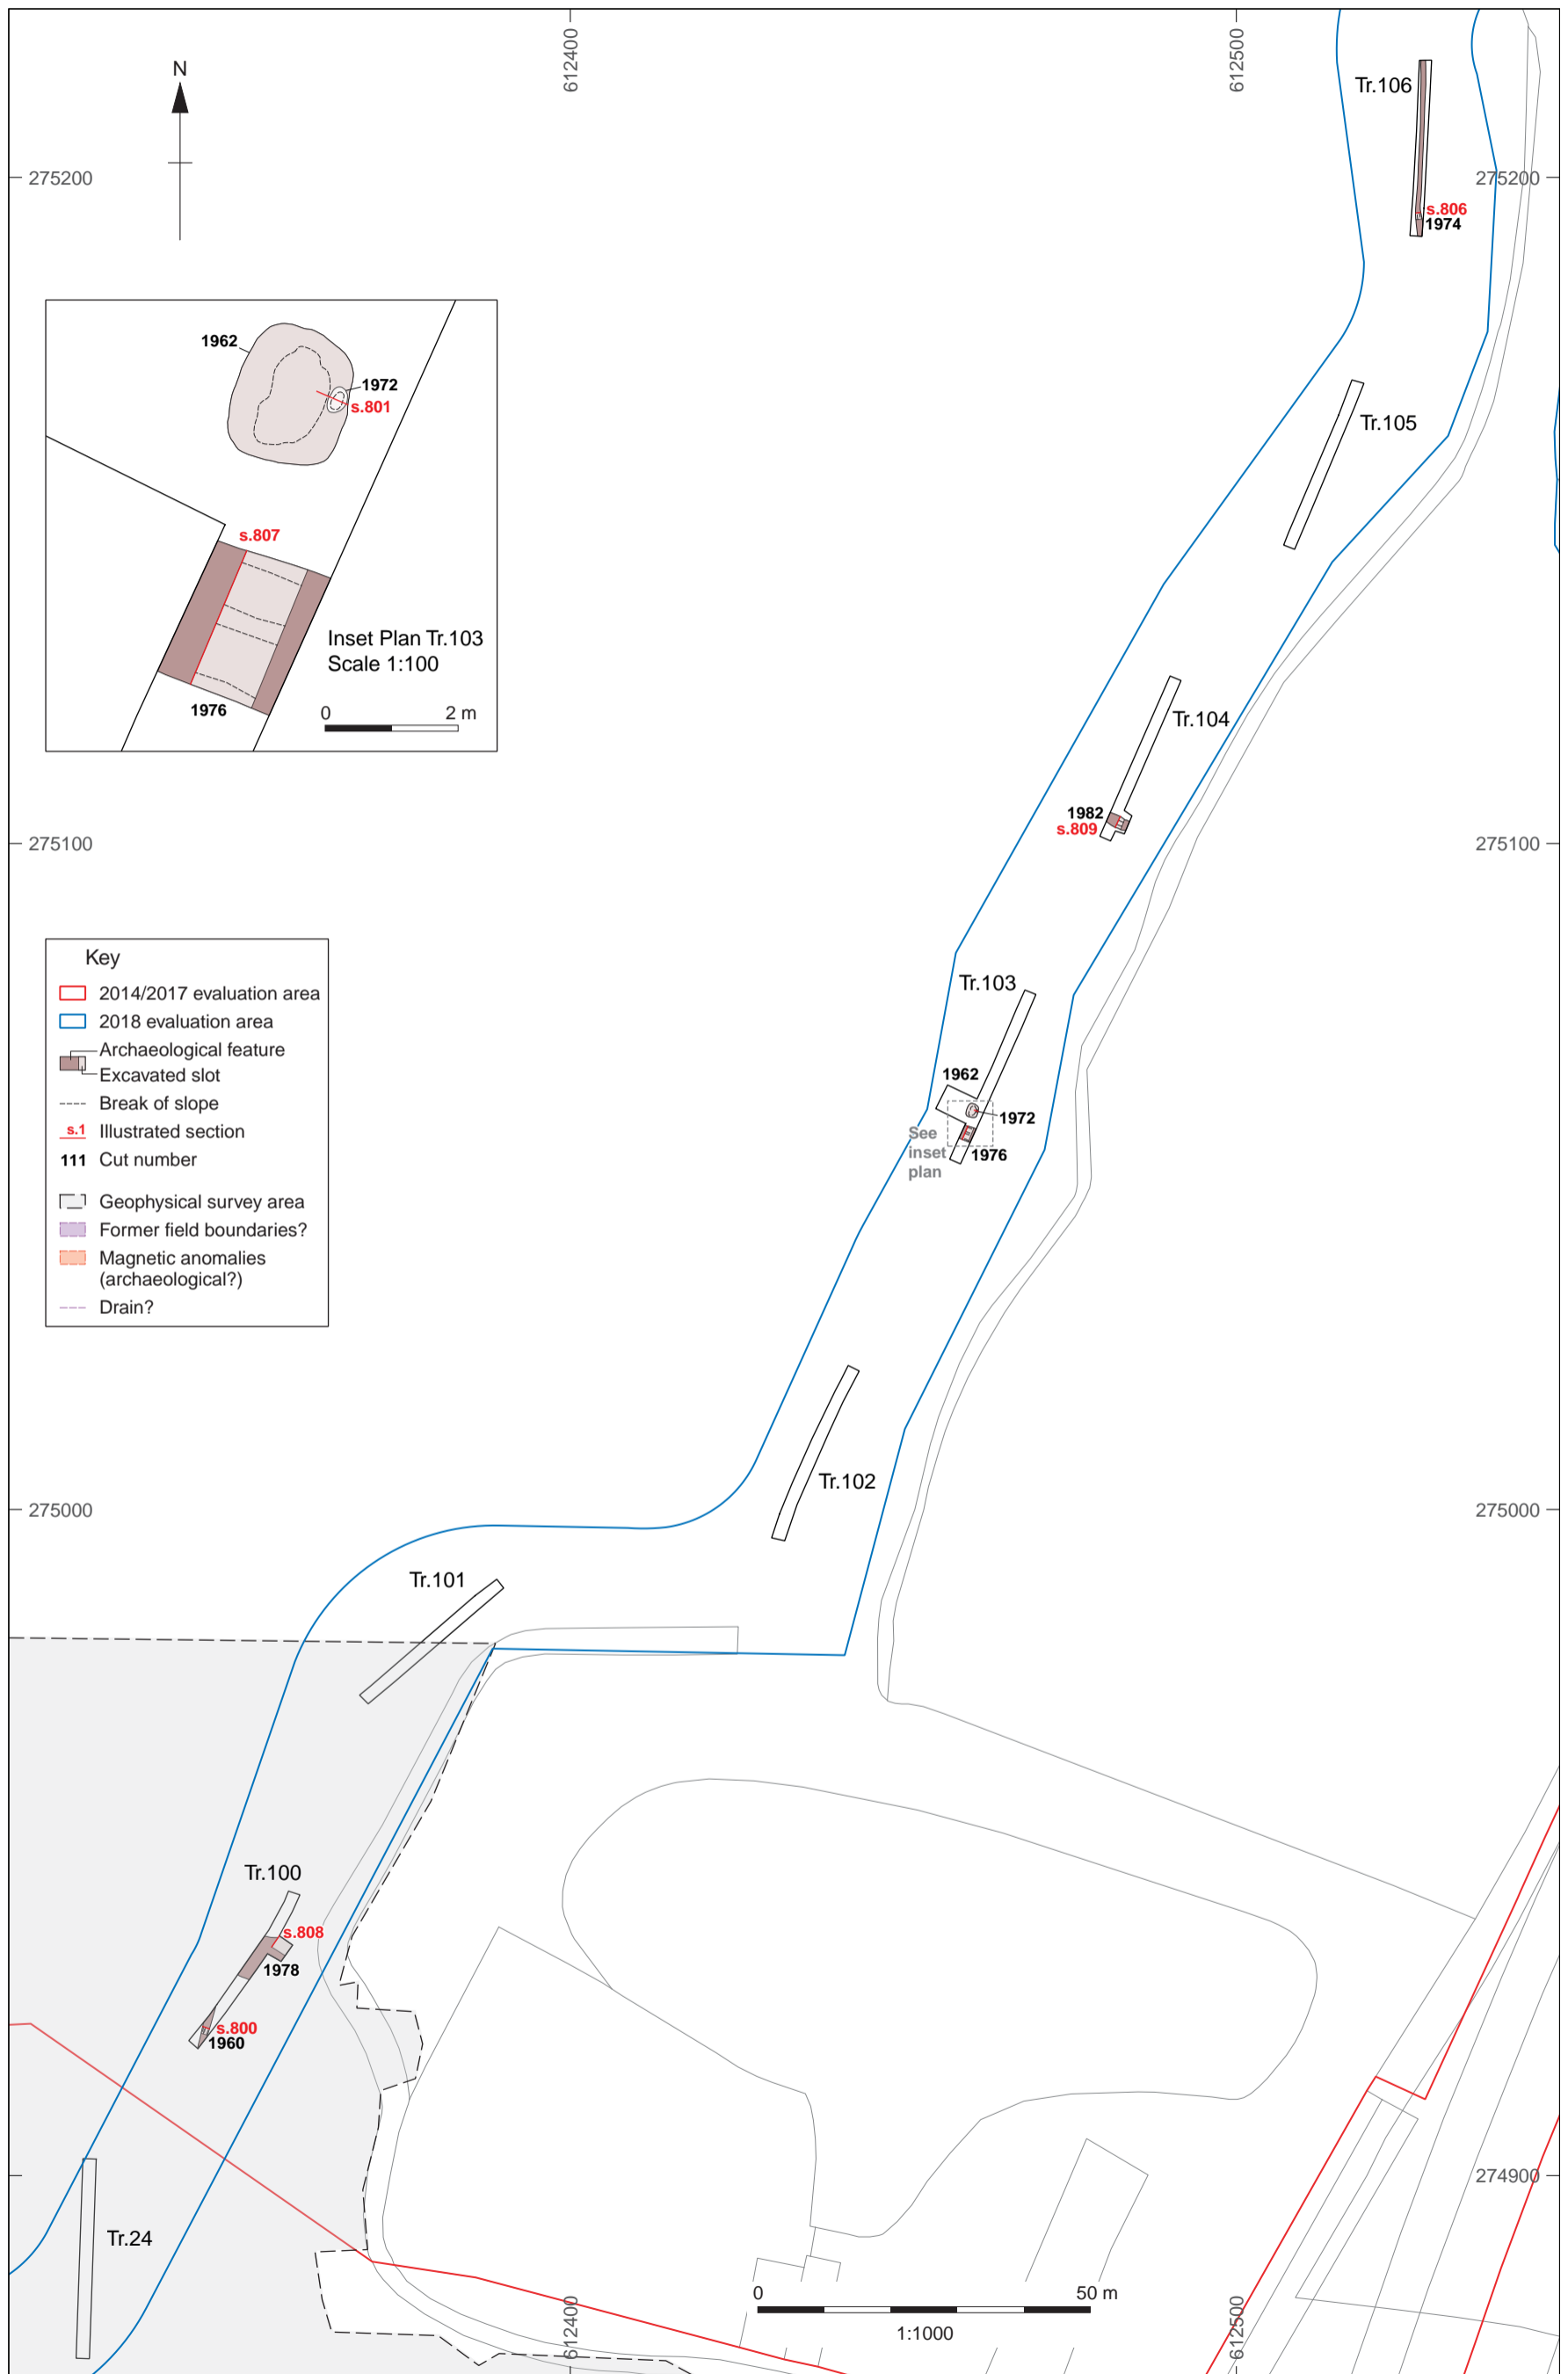 612400
612500
N
Tr.106
275200
275200
s.806
1974
1962
1972
s.801
Tr.105
s.807
Inset Plan Tr.103
Scale 1:100
1976
0 2 m
Tr.104
1982
s.809
275100
275100
Key
2014/2017 evaluation area
2018 evaluation area
Archaeological feature
Excavated slot
Break of slope
s.1 Illustrated section
111 Cut number
Geophysical survey area
Former field boundaries?
Magnetic anomalies
(archaeological?)
Drain?
Tr.103
1962
1972
See
inset
plan
1976
Tr.102
275000
275000
Tr.101
Tr.100
s.808
1978
s.800
1960
274900
Tr.24
0 50 m
1:1000
612400
612500